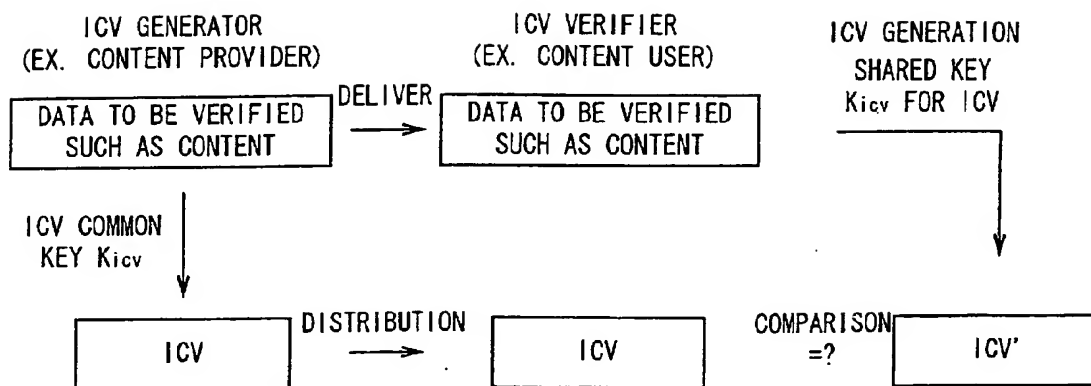 ICV GENERATOR
(EX. CONTENT PROVIDER)
ICV VERIFIER
(EX. CONTENT USER)
ICV GENERATION
SHARED KEY
Kicv FOR ICV
DATA TO BE VERIFIED
SUCH AS CONTENT
DELIVER
DATA TO BE VERIFIED
SUCH AS CONTENT
ICV COMMON
KEY Kicv
ICV
DISTRIBUTION
ICV
COMPARISON
=?
ICV'